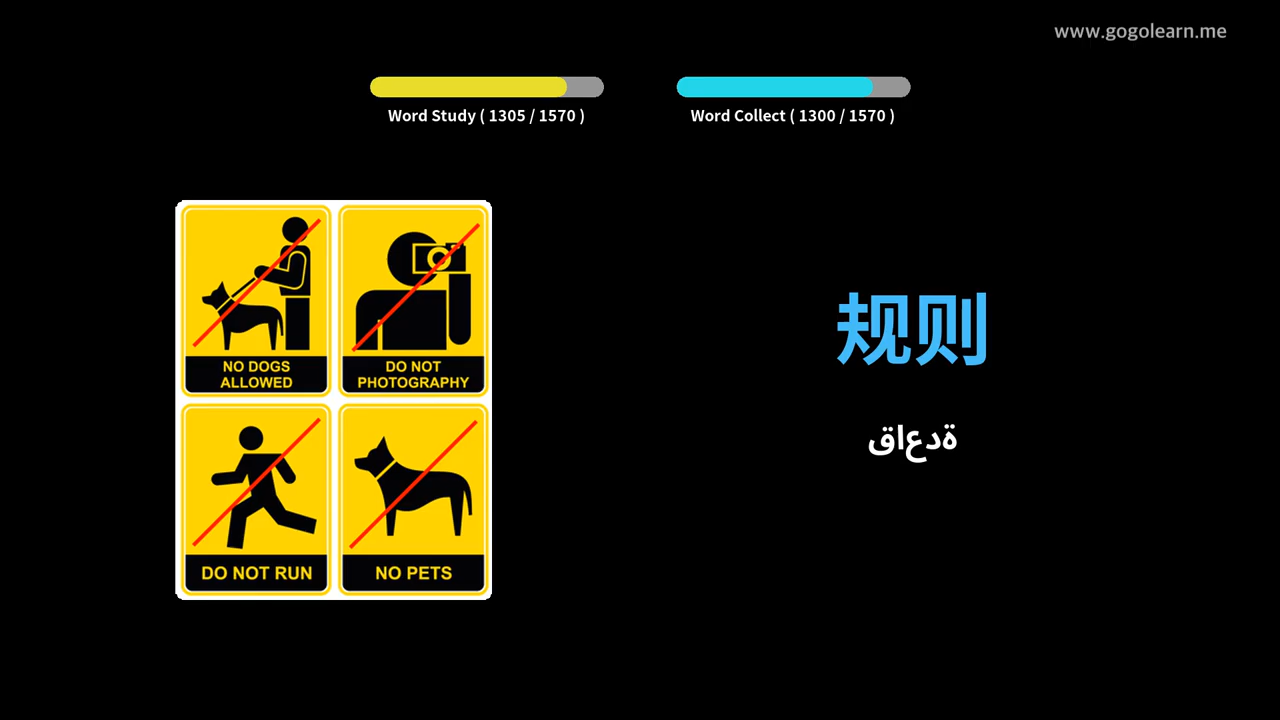 www.gogolearn.me
Word Study ( 1305 / 1570 )
Word Collect ( 1300 / 1570 )
NO DOGS
ALLOWED
DO NOT
PHOTOGRAPHY
DO NOT RUN
NO PETS
规则
ةدعاق